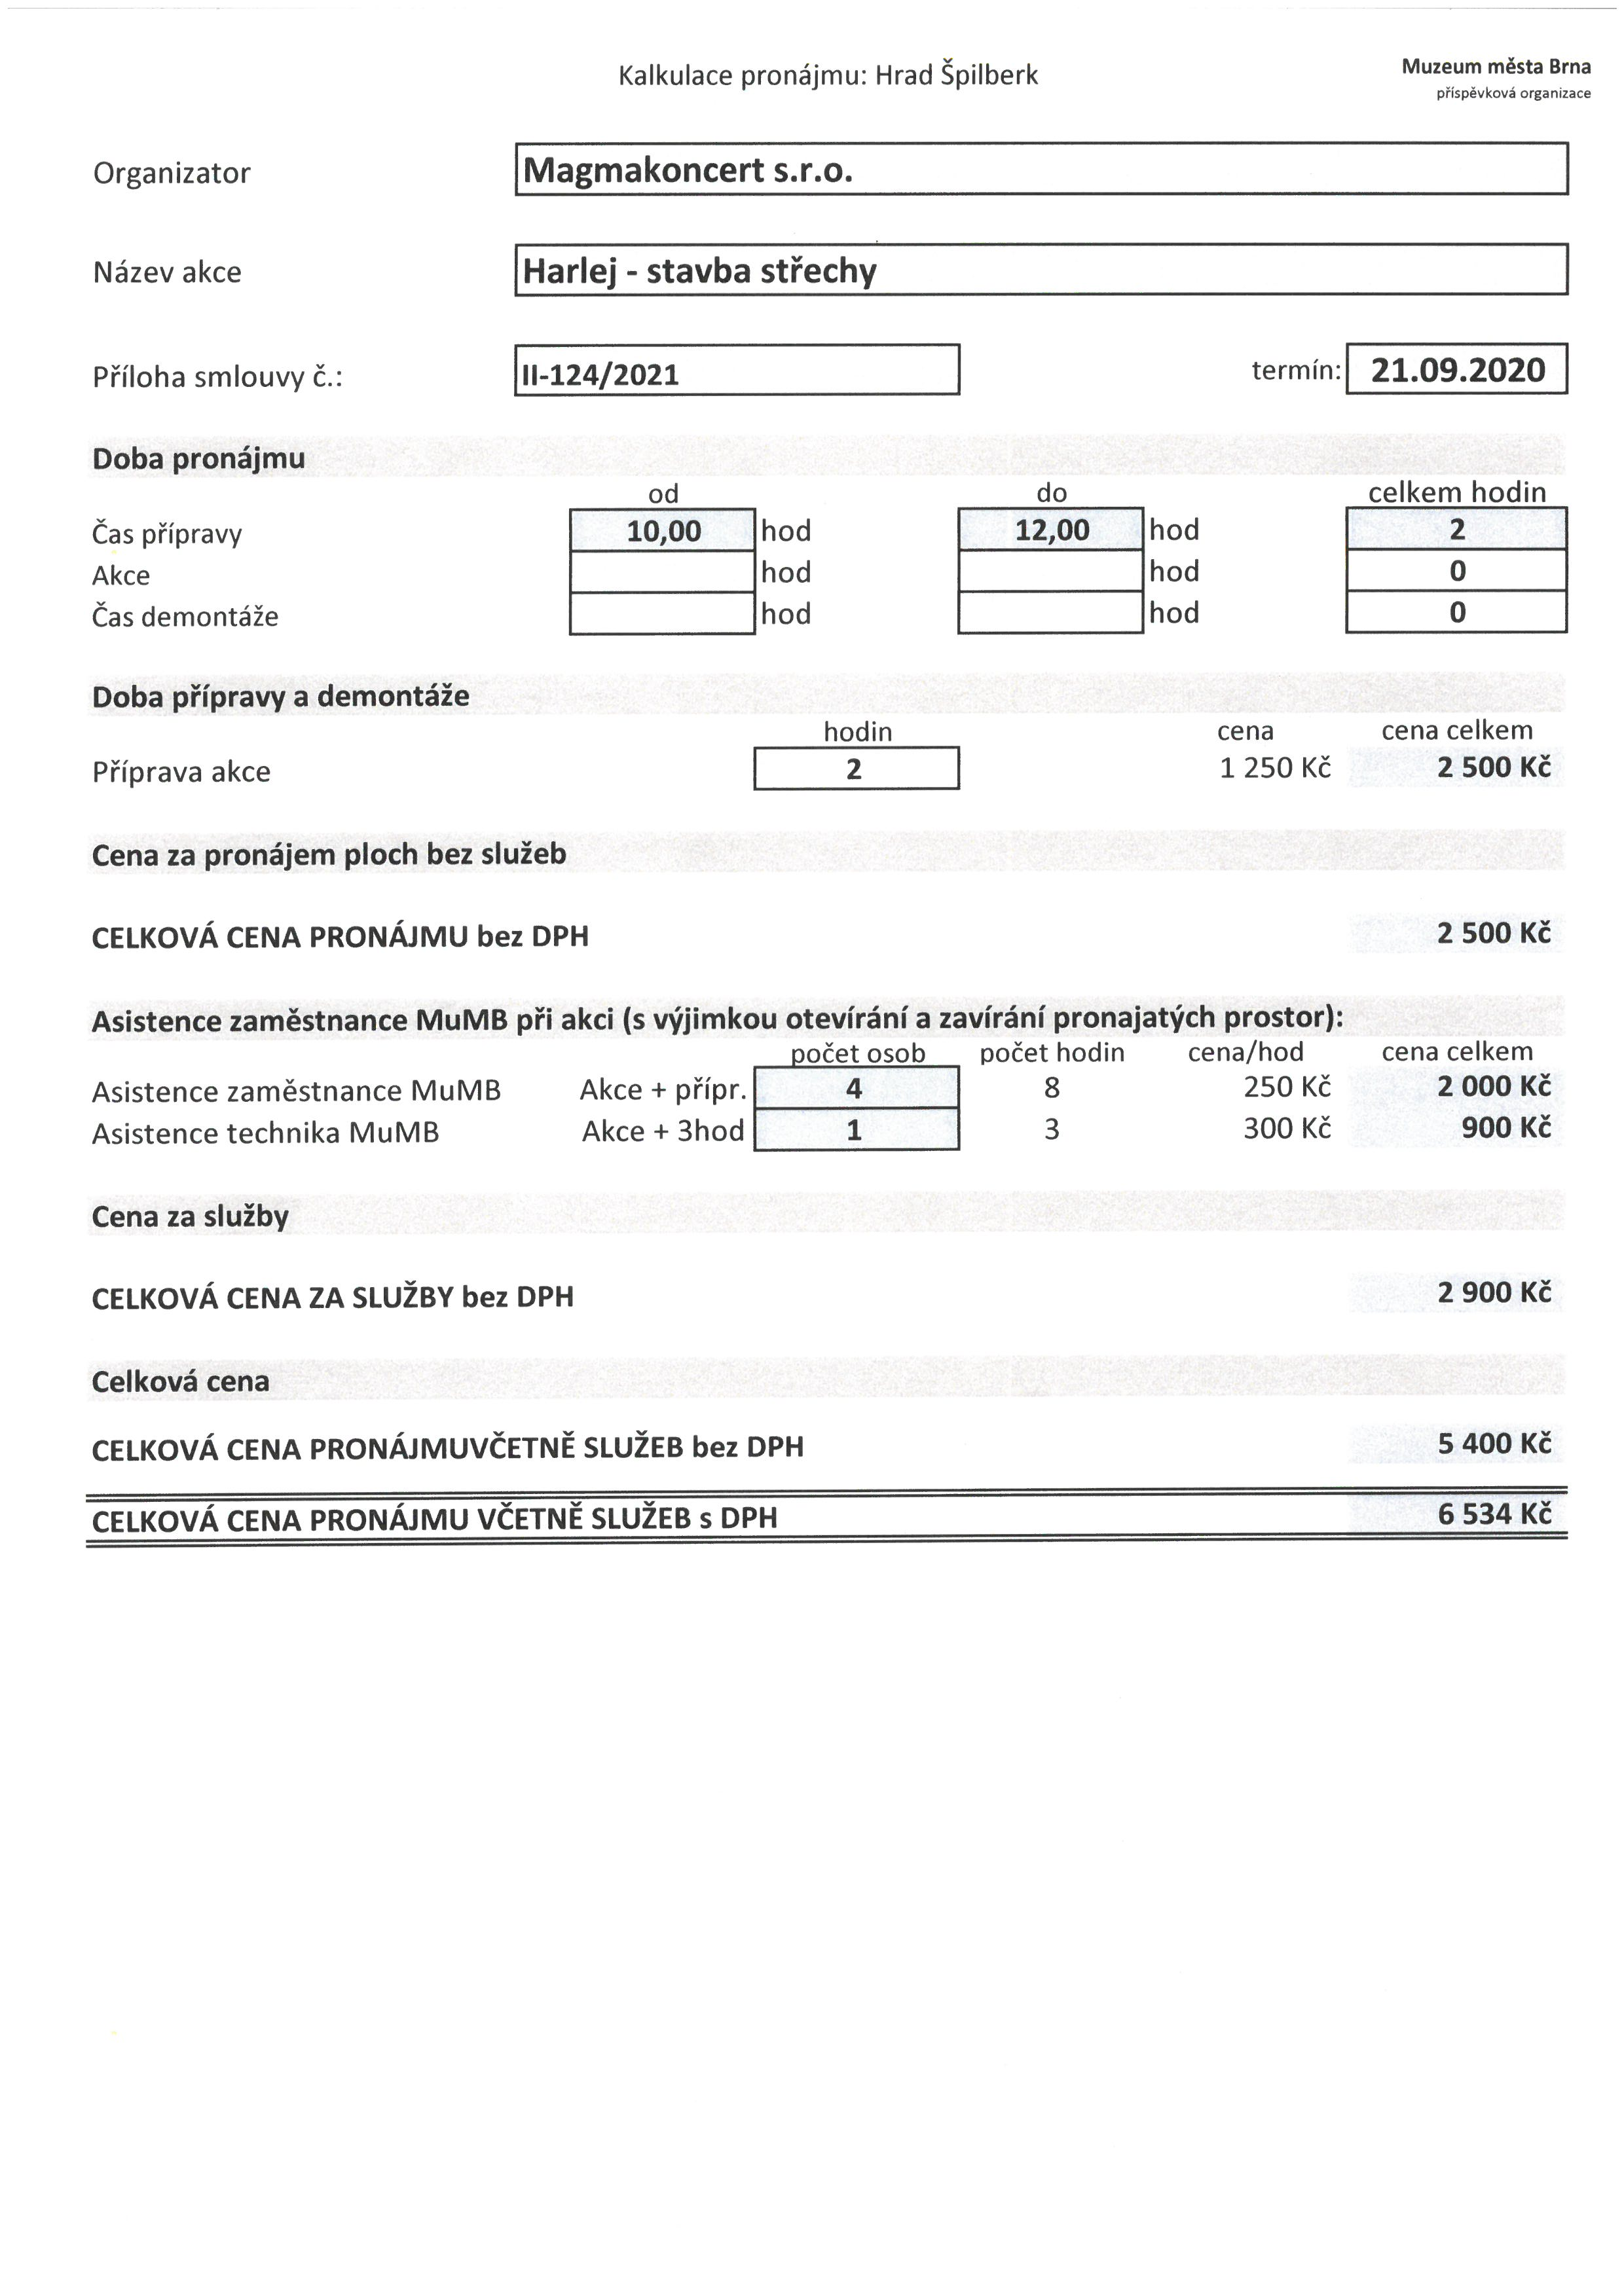 Kalkulace pronájmu: Hrad Špilberk
Muzeum města Brna
příspěvková organizace
Organizator Magmakoncert s.r.o.
Název akce Harlej - stavba střechy
Příloha smlouvy č.: II-124/2021 termín: 21.09.2020
Doba pronájmu
od do celkem hodin
Čas přípravy 10,00 hod 12,00 hod 2
Akce hod hod 0
Čas demontáže hod hod 0
Doba přípravy a demontáže
hodin cena cena celkem
Příprava akce 2 1 250 Kč 2 500 Kč
Cena za pronájem ploch bez služeb
CELKOVÁ CENA PRONÁJMU bez DPH 2 500 Kč
Asistence zaměstnance MuMB při akci (s výjimkou otevírání a zavírání pronajatých prostor):
počet osob počet hodin cena/hod cena celkem
Asistence zaměstnance MuMB Akce + přípr. 4 8 250 Kč 2 000 Kč
Asistence technika MuMB Akce + 3hod 1 3 300 Kč 900 Kč
Cena za služby
CELKOVÁ CENA ZA SLUŽBY bez DPH 2 900 Kč
Celková cena
CELKOVÁ CENA PRONÁJMUVČETNĚ SLUŽEB bez DPH 5 400 Kč
CELKOVÁ CENA PRONÁJMU VČETNĚ SLUŽEB s DPH 6 534 Kč